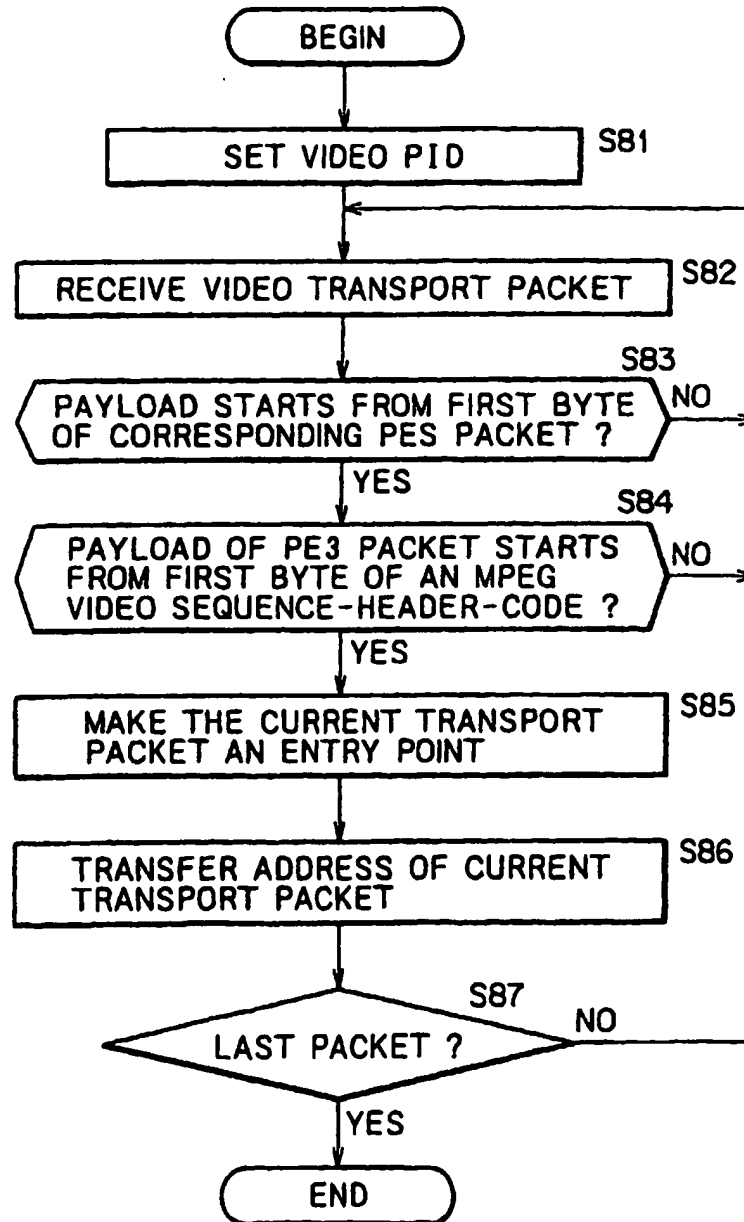 BEGIN
SET VIDEO PID
S81
RECEIVE VIDEO TRANSPORT PACKET
S82
S83
PAYLOAD STARTS FROM FIRST BYTE
OF CORRESPONDING PES PACKET ?
NO
YES
S84
PAYLOAD OF PE3 PACKET STARTS
FROM FIRST BYTE OF AN MPEG
VIDEO SEQUENCE-HEADER-CODE ?
NO
YES
MAKE THE CURRENT TRANSPORT
PACKET AN ENTRY POINT
S85
TRANSFER ADDRESS OF CURRENT
TRANSPORT PACKET
S86
S87
LAST PACKET ?
NO
YES
END